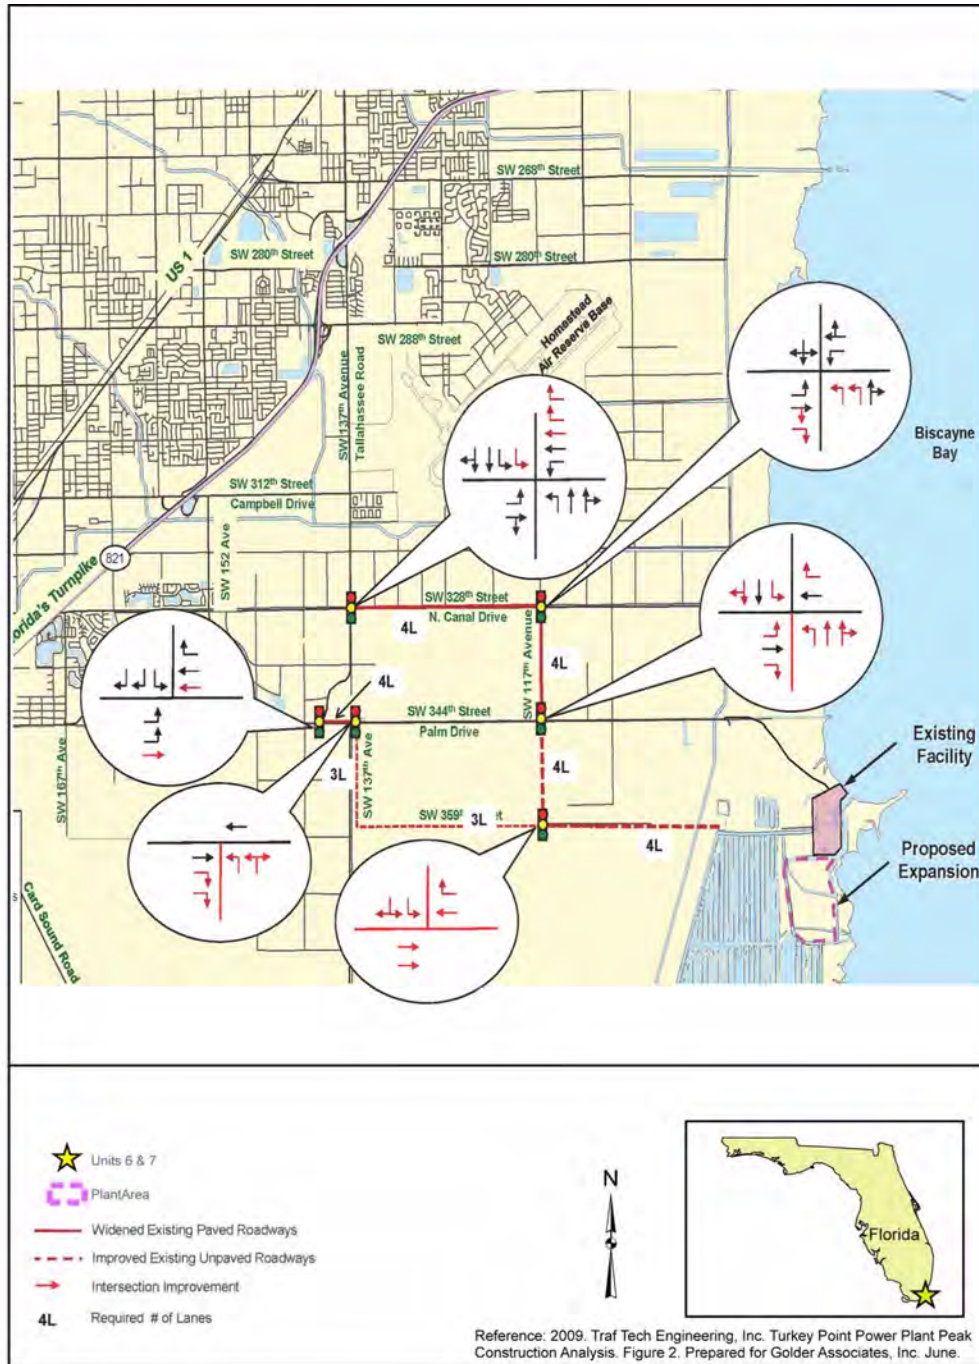 SW 268th Street
US 1
SW 280th Street
SW 280th Street
Homestead
Air Reserve Base
SW 288th Street
SW 137th Avenue
Tallahassee Road
Biscayne
Bay
SW 312th Street
Campbell Drive
SW 152 Ave
821
Florida's Turnpike
SW 328th Street
N. Canal Drive
4L
SW 117th Avenue
4L
4L
SW 344th Street
Palm Drive
Existing
Facility
SW 167th Ave
3L
SW 137th Ave
4L
SW 359th
3L
4L
Proposed
Expansion
Card Sound Road
Units 6 & 7
PlantArea
Widened Existing Paved Roadways
Improved Existing Unpaved Roadways
Intersection Improvement
4L Required # of Lanes
N
Florida
Reference: 2009. Traf Tech Engineering, Inc. Turkey Point Power Plant Peak
Construction Analysis. Figure 2. Prepared for Golder Associates, Inc. June.